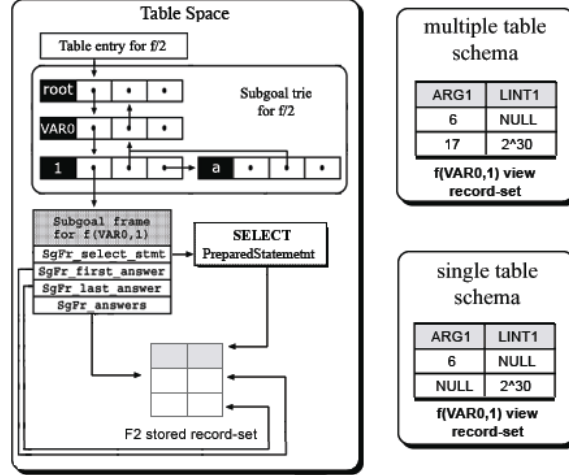 Table Space
Table entry for f/2
root
Subgoal trie
for f/2
VAR0
1
a
Subgoal frame
for f(VAR0,1)
SgFr_select_stmt
SgFr_first_answer
SgFr_last_answer
SgFr_answers
SELECT
PreparedStatemetnt
F2 stored record-set
multiple table
schema
ARG1 LINT1
6 NULL
17 2^30
f(VAR0,1) view
record-set
single table
schema
ARG1 LINT1
6 NULL
NULL 2^30
f(VAR0,1) view
record-set